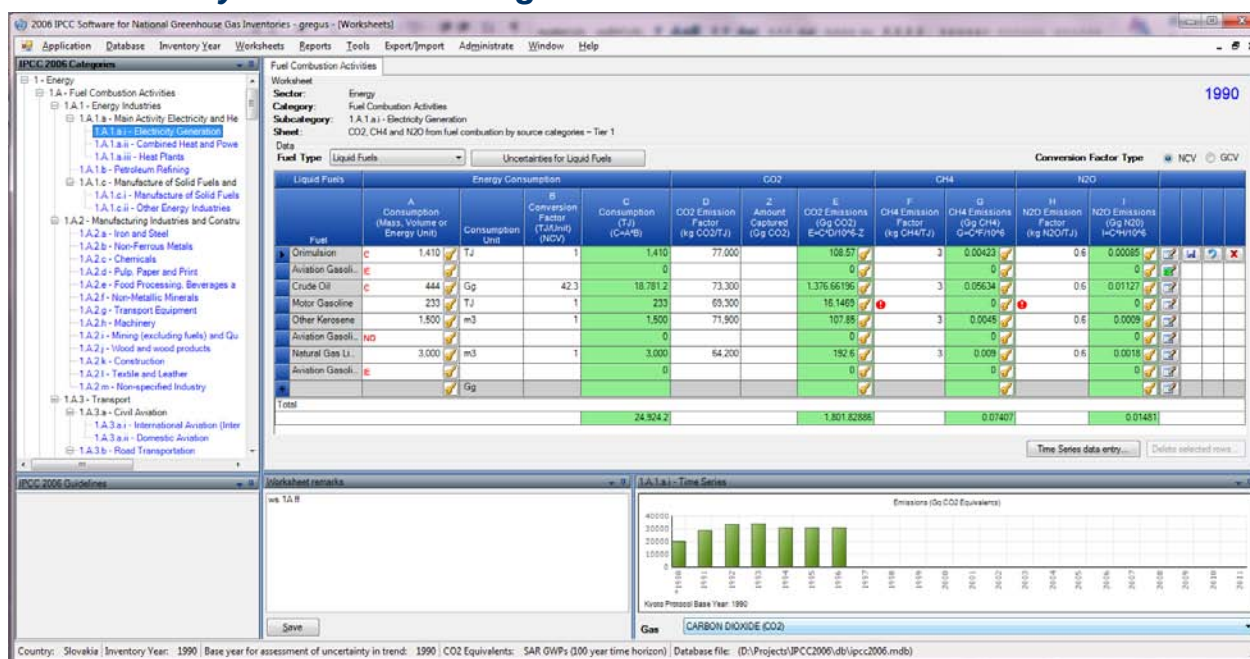 2006 IPCC Software for National Greenhouse Gas Inventories - gregus - [Worksheets]
Application Database Inventory Year Worksheets Reports Tools Export/Import Administrate Window Help
IPCC 2006 Categories
1 - Energy
1.A - Fuel Combustion Activities
1.A.1 - Energy Industries
1.A.1.a - Main Activity Electricity and He
1.A.1.a.i - Electricity Generation
1.A.1.a.ii - Combined Heat and Powe
1.A.1.a.iii - Heat Plants
1.A.1.b - Petroleum Refining
1.A.1.c - Manufacture of Solid Fuels and
1.A.1.c.i - Manufacture of Solid Fuels
1.A.1.c.ii - Other Energy Industries
1.A.2 - Manufacturing Industries and Constru
1.A.2.a - Iron and Steel
1.A.2.b - Non-Ferrous Metals
1.A.2.c - Chemicals
1.A.2.d - Pulp, Paper and Print
1.A.2.e - Food Processing, Beverages a
1.A.2.f - Non-Metallic Minerals
1.A.2.g - Transport Equipment
1.A.2.h - Machinery
1.A.2.i - Mining (excluding fuels) and Qu
1.A.2.j - Wood and wood products
1.A.2.k - Construction
1.A.2.l - Textile and Leather
1.A.2.m - Non-specified Industry
1.A.3 - Transport
1.A.3.a - Civil Aviation
1.A.3.a.i - International Aviation (Inter
1.A.3.a.ii - Domestic Aviation
1.A.3.b - Road Transportation
Fuel Combustion Activities
Worksheet
Sector: Energy
1990
Category: Fuel Combustion Activities
Subcategory: 1.A.1.a.i - Electricity Generation
Sheet: CO2, CH4 and N2O from fuel combustion by source categories - Tier 1
Data
Fuel Type Liquid Fuels Uncertainties for Liquid Fuels Conversion Factor Type NCV GCV
Liquid Fuels Energy Consumption CO2 CH4 N2O
Fuel
A Consumption (Mass, Volume or Energy Unit)
Consumption Unit
B Conversion Factor (TJ/Unit) (NCV)
C Consumption (TJ) (C=A*B)
D CO2 Emission Factor (kg CO2/TJ)
Z Amount Captured (Gg CO2)
E CO2 Emissions (Gg CO2) E=C*D/10^6-Z
F CH4 Emission Factor (kg CH4/TJ)
G CH4 Emissions (Gg CH4) G=C*F/10^6
H N2O Emission Factor (kg N2O/TJ)
I N2O Emissions (Gg N2O) I=C*H/10^6
Orimulsion C 1,410 TJ 1 1,410 77.000 108.57 3 0.00423 0.6 0.00085
Aviation Gasoli.. E 0 0 0 0
Crude Oil C 444 Gg 42.3 18.781.2 73.300 1.376.66196 3 0.05634 0.6 0.01127
Motor Gasoline 233 TJ 1 233 69,300 16.1469 0 0.6 0
Other Kerosene 1,500 m3 1 1,500 71,900 107.85 3 0.0045 0.6 0.0009
Aviation Gasoli.. NO 0 0 0 0
Natural Gas Li.. 3.000 m3 1 3.000 64.200 192.6 3 0.009 0.6 0.0018
Aviation Gasoli.. E 0 0 0 0
Gg
Total
24,924.2 1,801.82886 0.07407 0.01481
Time Series data entry... Delete selected rows...
IPCC 2006 Guidelines
Worksheet remarks
Save
1.A.1.a.i - Time Series
Emissions (Gg CO2 Equivalents)
40000
30000
20000
10000
0
*1990 1991 1992 1993 1994 1995 1996 1997 1998 1999 2000 2001 2002 2003 2004 2005 2006 2007 2008 2009 2010 2011
Kyoto Protocol Base Year: 1990
Gas CARBON DIOXIDE (CO2)
Country: Slovakia Inventory Year: 1990 Base year for assessment of uncertainty in trend: 1990 CO2 Equivalents: SAR GWPs (100 year time horizon) Database file: (D:\Projects\IPCC2006\db\ipcc2006.mdb)